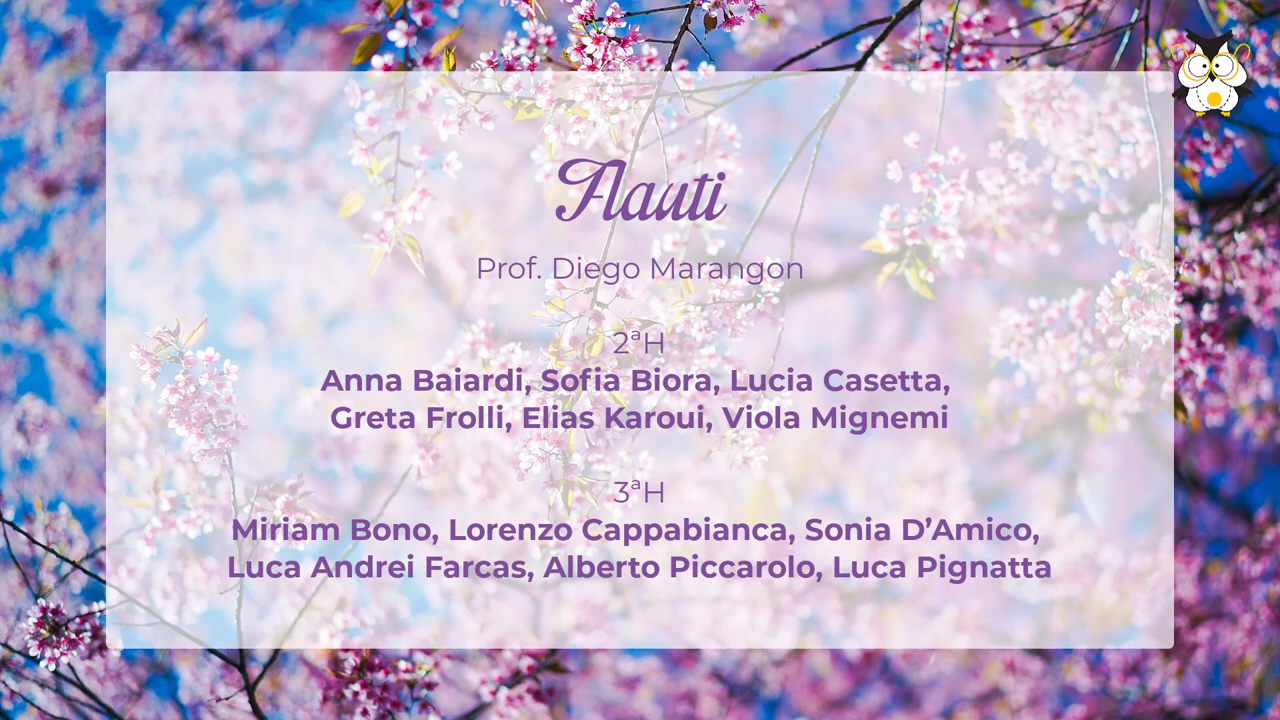 Flauti
Prof. Diego Marangon
2ªH
Anna Baiardi, Sofia Biora, Lucia Casetta,
Greta Frolli, Elias Karoui, Viola Mignemi
3ªH
Miriam Bono, Lorenzo Cappabianca, Sonia D’Amico,
Luca Andrei Farcas, Alberto Piccarolo, Luca Pignatta